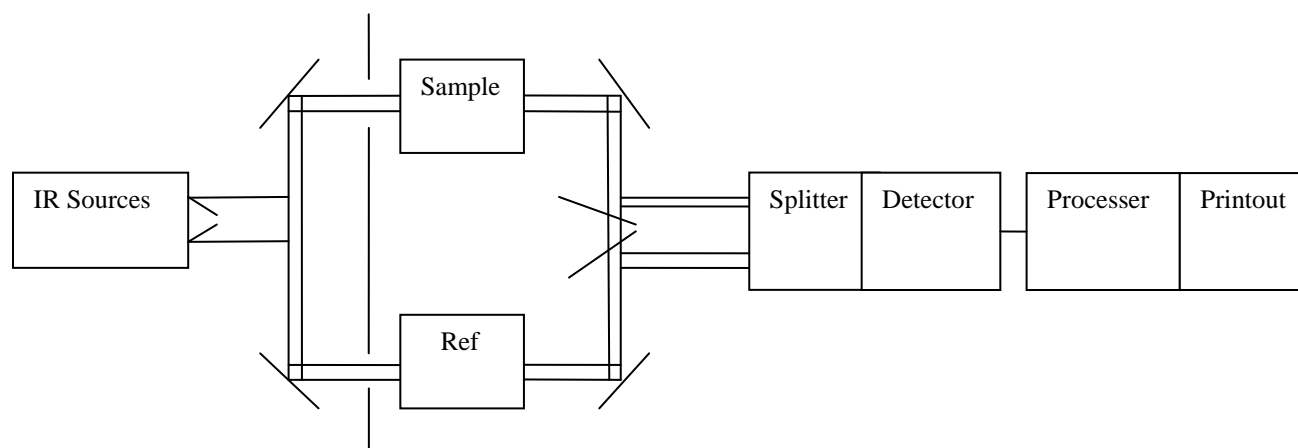 Sample
IR Sources
Splitter
Detector
Processer
Printout
Ref